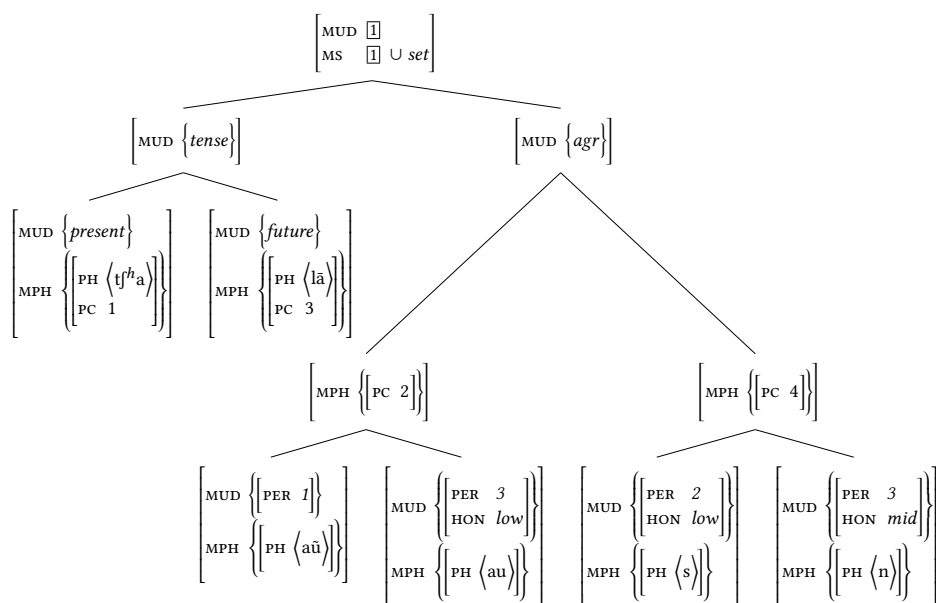 MUD 1
MS 1 ∪ set
MUD {tense}
MUD {agr}
MUD {present}
MPH {[PH ⟨tʃʰa⟩
PC 1]}
MUD {future}
MPH {[PH ⟨lā⟩
PC 3]}
MPH {[PC 2]}
MPH {[PC 4]}
MUD {[PER 1]}
MPH {[PH ⟨aũ⟩]}
MUD {[PER 3
HON low]}
MPH {[PH ⟨au⟩]}
MUD {[PER 2
HON low]}
MPH {[PH ⟨s⟩]}
MUD {[PER 3
HON mid]}
MPH {[PH ⟨n⟩]}